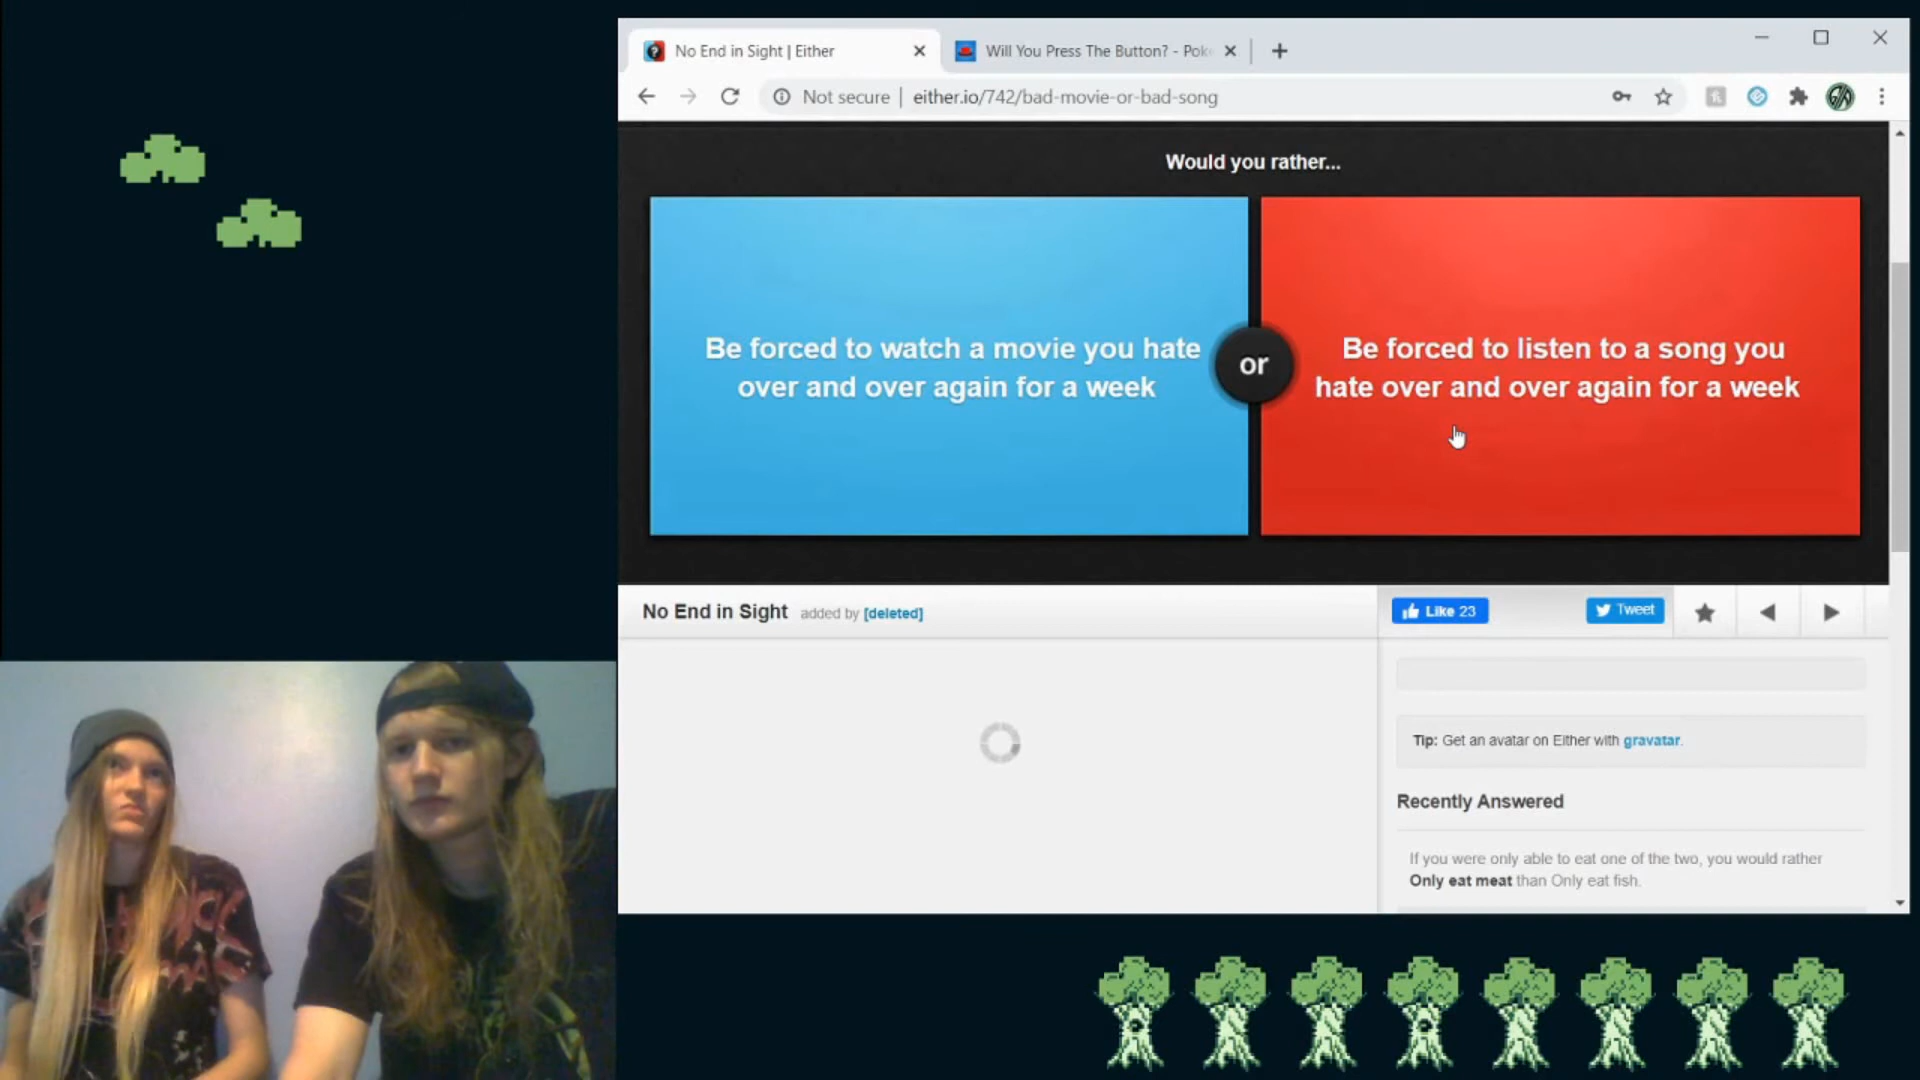 No End in Sight | Either
Will You Press The Button? - Pok
Not secure | either.io/742/bad-movie-or-bad-song
Would you rather...
Be forced to watch a movie you hate
over and over again for a week
or
Be forced to listen to a song you
hate over and over again for a week
No End in Sight added by [deleted]
Like 23
Tweet
Tip: Get an avatar on Either with gravatar.
Recently Answered
If you were only able to eat one of the two, you would rather
Only eat meat than Only eat fish.